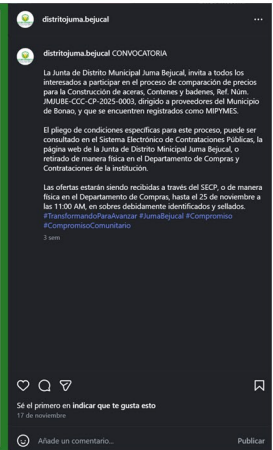 distritojuma.bejucal
distritojuma.bejucal CONVOCATORIA
La Junta de Distrito Municipal Juma Bejucal, invita a todos los
interesados a participar en el proceso de comparación de precios
para la Construcción de aceras, Contenes y badenes, Ref. Núm.
JMJUBE-CCC-CP-2025-0003, dirigido a proveedores del Municipio
de Bonao, y que se encuentren registrados como MIPYMES.
El pliego de condiciones específicas para este proceso, puede ser
consultado en el Sistema Electrónico de Contrataciones Públicas, la
página web de la Junta de Distrito Minicipal Juma Bejucal, o
retirado de manera física en el Departamento de Compras y
Contrataciones de la institución.
Las ofertas estarán siendo recibidas a través del SECP, o de manera
física en el Departamento de Compras, hasta el 25 de noviembre a
las 11:00 AM, en sobres debidamente identificados y sellados.
#TransformandoParaAvanzar #JumaBejucal #Compromiso
#CompromisoComunitario
3 sem
Sé el primero en indicar que te gusta esto
17 de noviembre
Añade un comentario...
Publicar